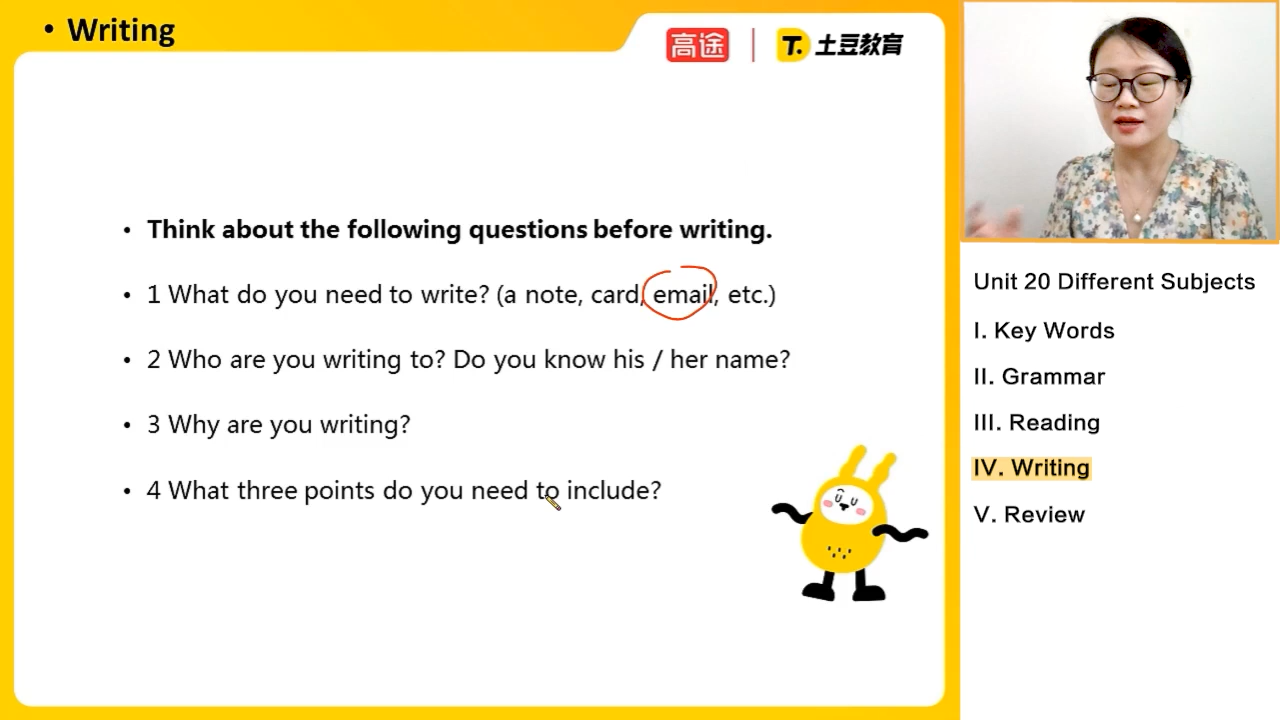 • Writing
高途
T. 土豆教育
• Think about the following questions before writing.
• 1 What do you need to write? (a note, card, email, etc.)
• 2 Who are you writing to? Do you know his / her name?
• 3 Why are you writing?
• 4 What three points do you need to include?
Unit 20 Different Subjects
I. Key Words
II. Grammar
III. Reading
IV. Writing
V. Review